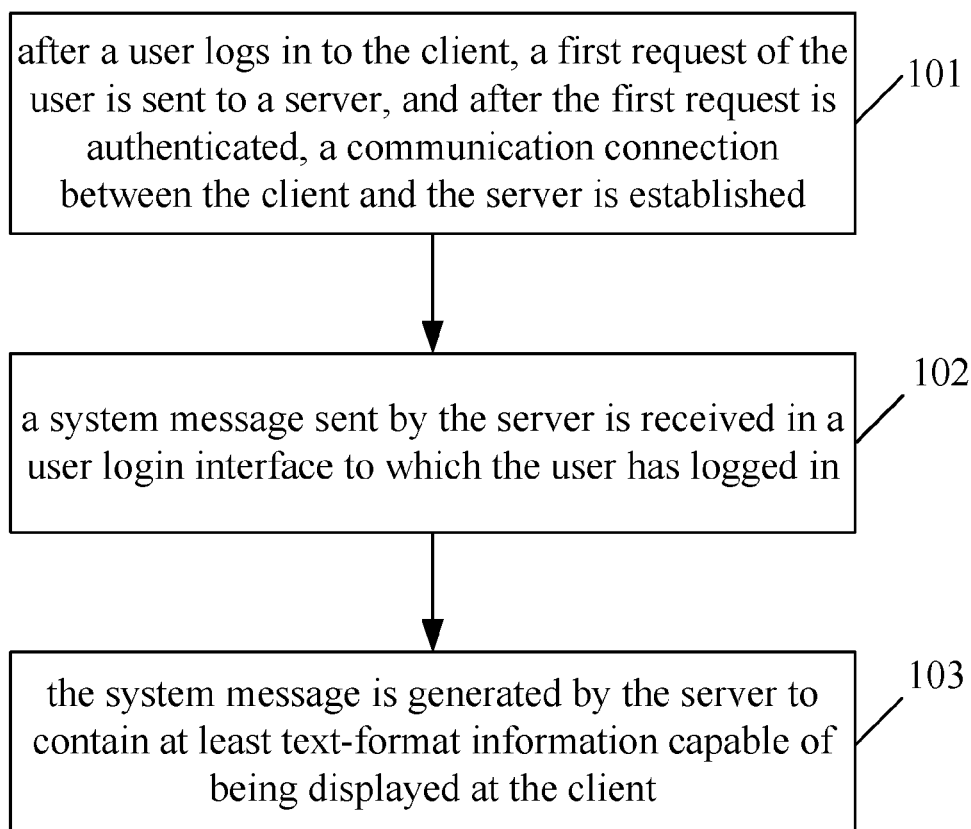 after a user logs in to the client, a first request of the
user is sent to a server, and after the first request is
authenticated, a communication connection
between the client and the server is established
101
a system message sent by the server is received in a
user login interface to which the user has logged in
102
the system message is generated by the server to
contain at least text-format information capable of
being displayed at the client
103